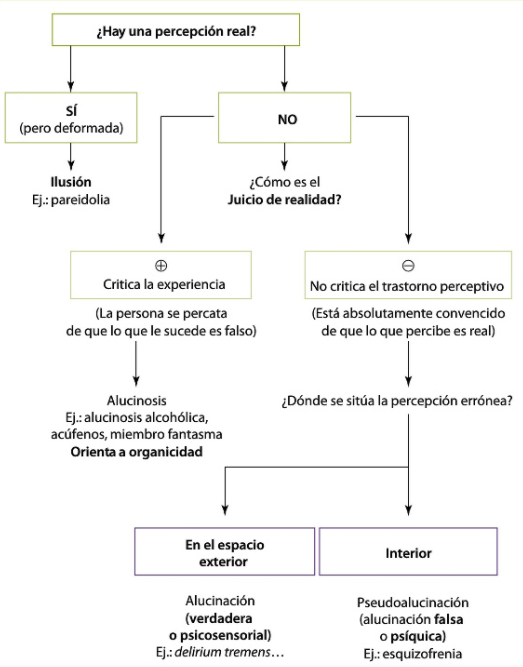 ¿Hay una percepción real?
SÍ
(pero deformada)
NO
Ilusión
Ej.: pareidolia
¿Cómo es el
Juicio de realidad?
⊕
Critica la experiencia
⊖
No critica el trastorno perceptivo
(La persona se percata
de que lo que le sucede es falso)
(Está absolutamente convencido
de que lo que percibe es real)
Alucinosis
Ej.: alucinosis alcohólica,
acúfenos, miembro fantasma
Orienta a organicidad
¿Dónde se sitúa la percepción errónea?
En el espacio
exterior
Interior
Alucinación
(verdadera
o psicosensorial)
Ej.: delirium tremens…
Pseudoalucinación
(alucinación falsa
o psíquica)
Ej.: esquizofrenia